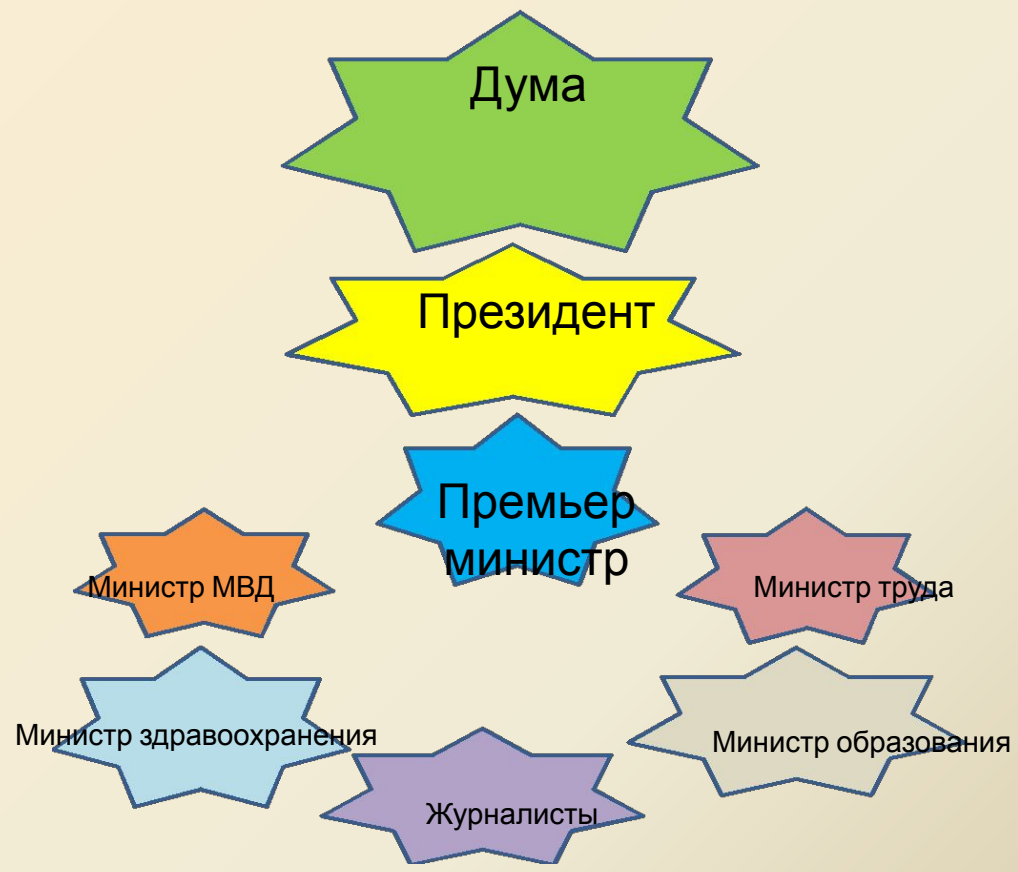 Дума
Президент
Премьер
министр
Министр МВД
Министр труда
Министр здравоохранения
Министр образования
Журналисты